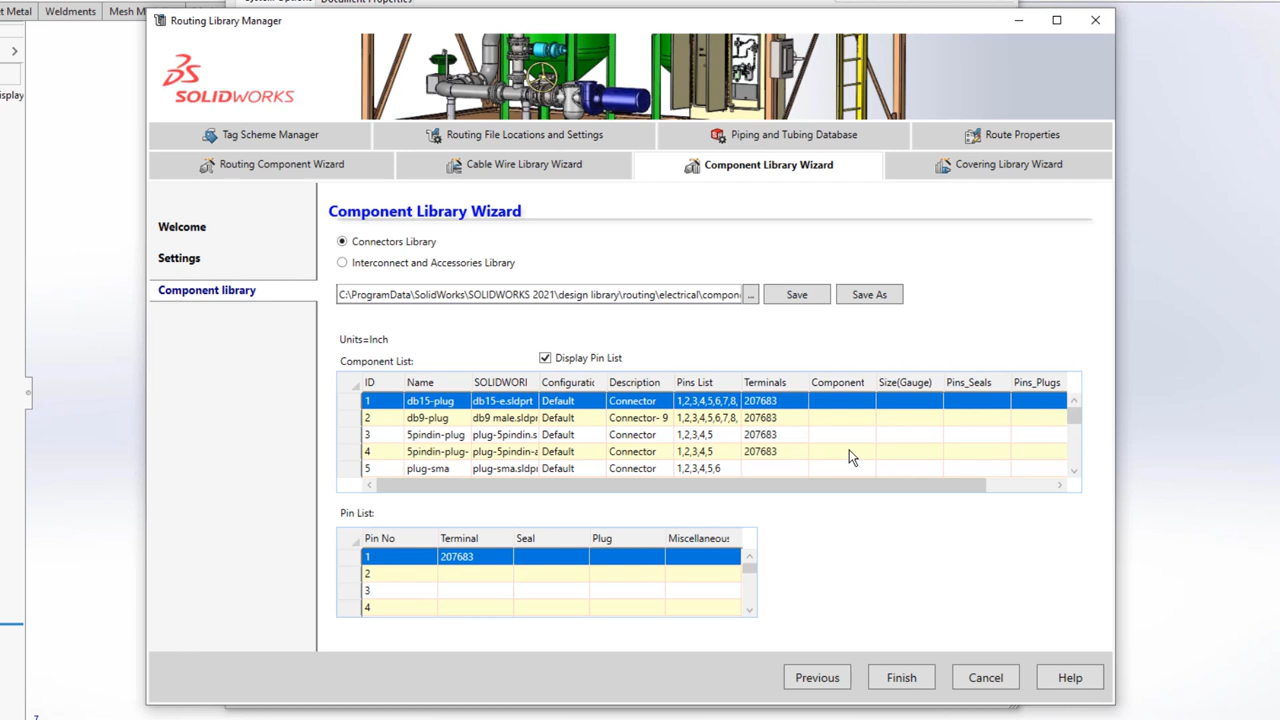 t Metal
Weldments
Mesh M
System Options
Document Properties
Routing Library Manager
isplay
SOLIDWORKS
Tag Scheme Manager
Routing File Locations and Settings
Piping and Tubing Database
Route Properties
Routing Component Wizard
Cable Wire Library Wizard
Component Library Wizard
Covering Library Wizard
Welcome
Settings
Component library
Component Library Wizard
Connectors Library
Interconnect and Accessories Library
C:\ProgramData\SolidWorks\SOLIDWORKS 2021\design library\routing\electrical\compon
...
Save
Save As
Units=Inch
Component List:
Display Pin List
ID Name SOLIDWORI Configuratic Description Pins List Terminals Component Size(Gauge) Pins_Seals Pins_Plugs
1 db15-plug db15-e.sldprt Default Connector 1,2,3,4,5,6,7,8, 207683
2 db9-plug db9 male.sldpr Default Connector- 9 1,2,3,4,5,6,7,8, 207683
3 5pindin-plug plug-5pindin.s Default Connector 1,2,3,4,5 207683
4 5pindin-plug- plug-5pindin-a Default Connector 1,2,3,4,5 207683
5 plug-sma plug-sma.sldpr Default Connector 1,2,3,4,5,6
Pin List:
Pin No Terminal Seal Plug Miscellaneous
1 207683
2
3
4
Previous
Finish
Cancel
Help
7